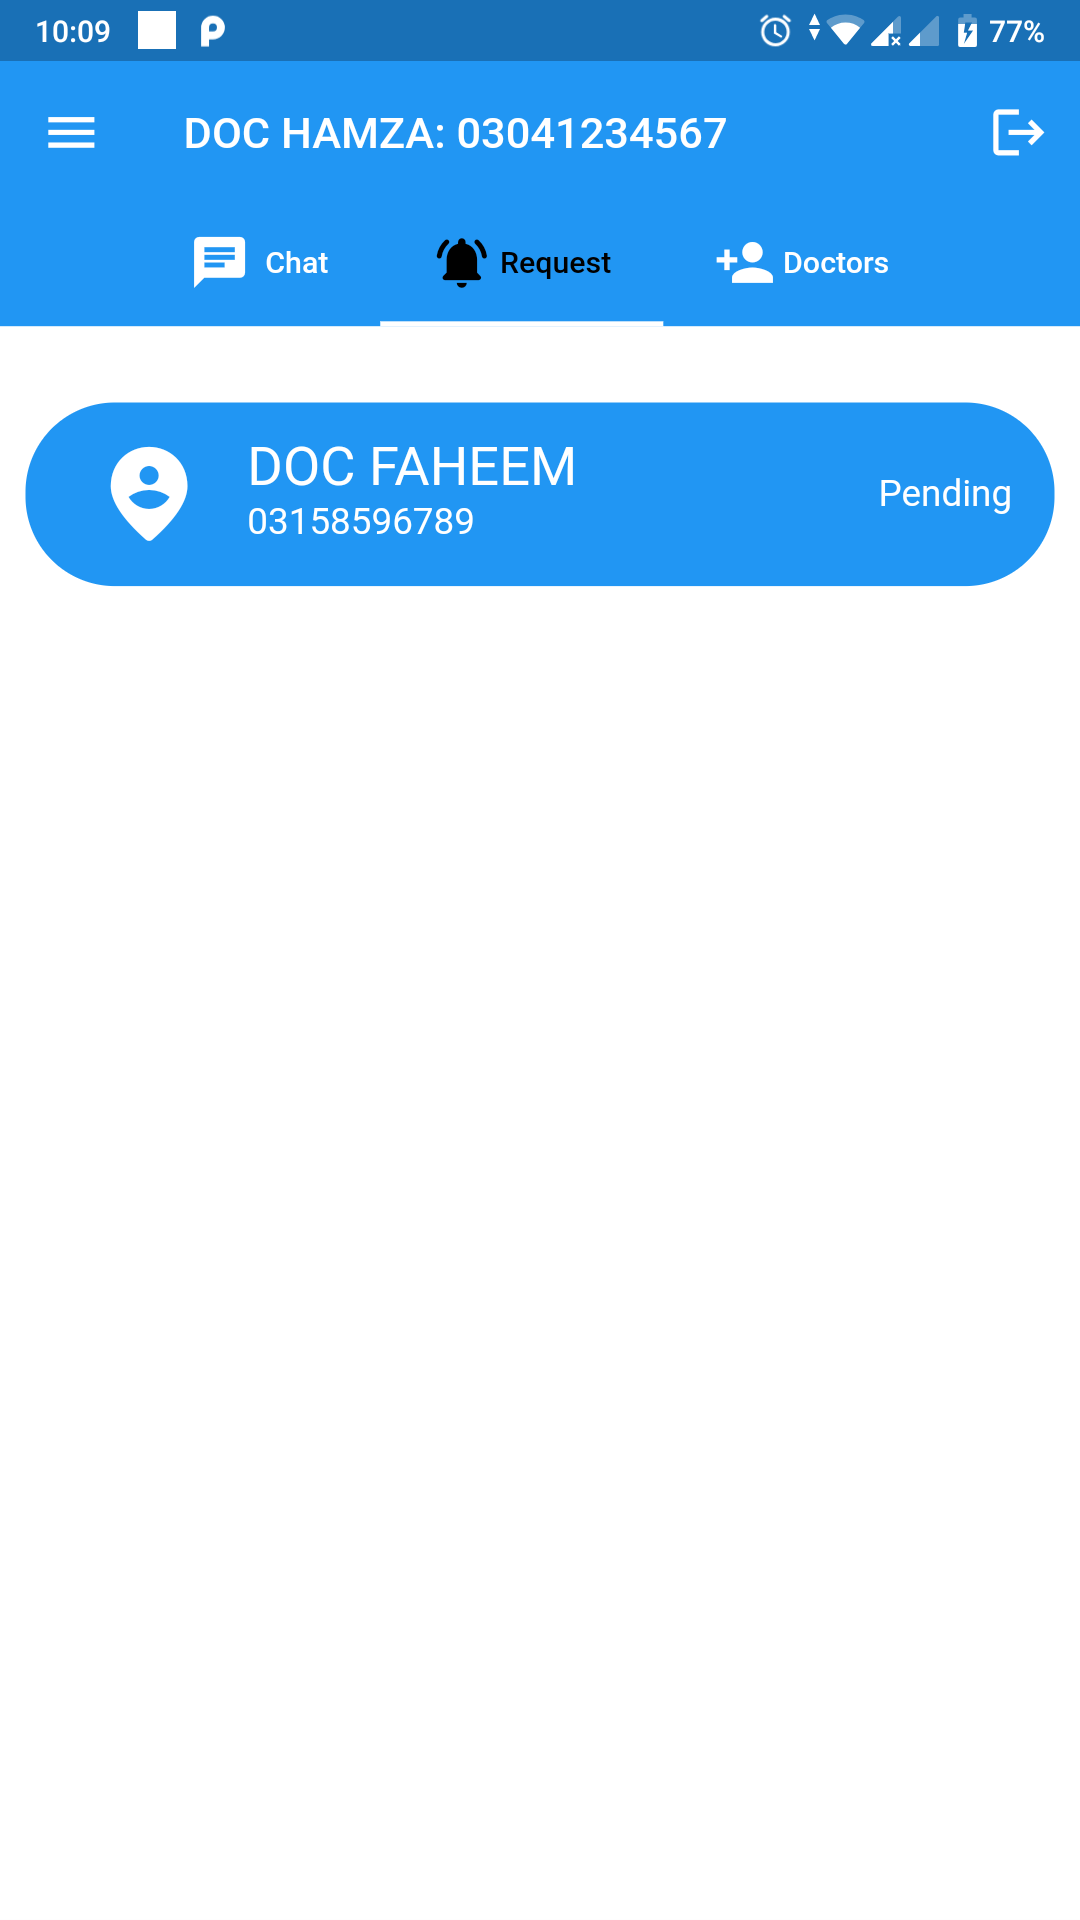 10:09 77%
DOC HAMZA: 03041234567
Chat Request Doctors
DOC FAHEEM
03158596789
Pending